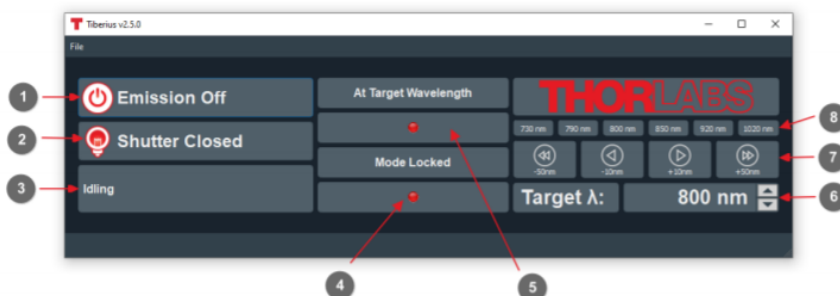 Tiberius v2.5.0
File
1
Emission Off
At Target Wavelength
THORLABS
2
Shutter Closed
730 nm 790 nm 800 nm 850 nm 920 nm 1020 nm
8
Mode Locked
-50nm -10nm +10nm +50nm
7
3
Idling
Target λ: 800 nm
6
4
5